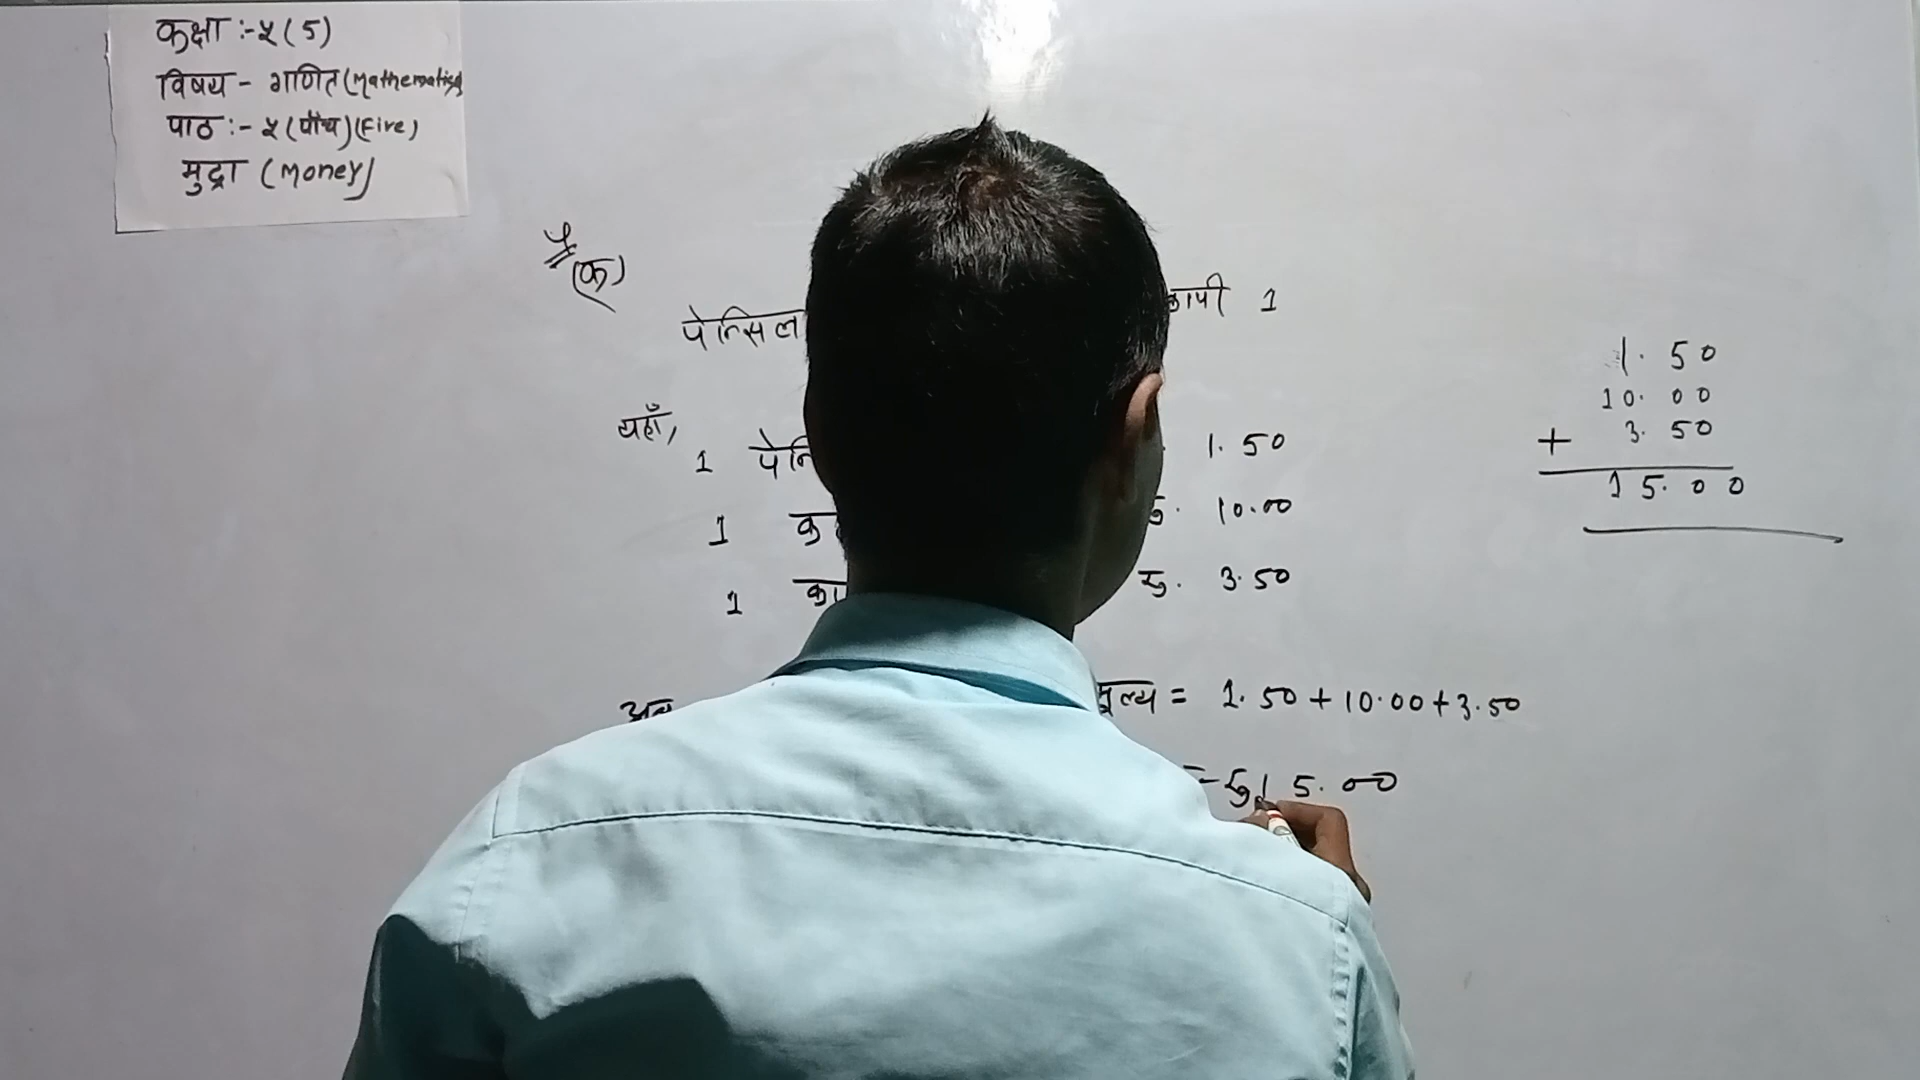 कक्षा :- ५ (5)
विषय - गणित (Mathematics)
पाठ :- ५ (पाँच) (Five)
मुद्रा (Money)
(क)
पेन्सिल 1
यहाँ,
1 1.50
1 10.00
1 रु. 3.50
मूल्य = 1.50 + 10.00 + 3.50
= रु 15.00
1.50
10.00
+ 3.50
15.00